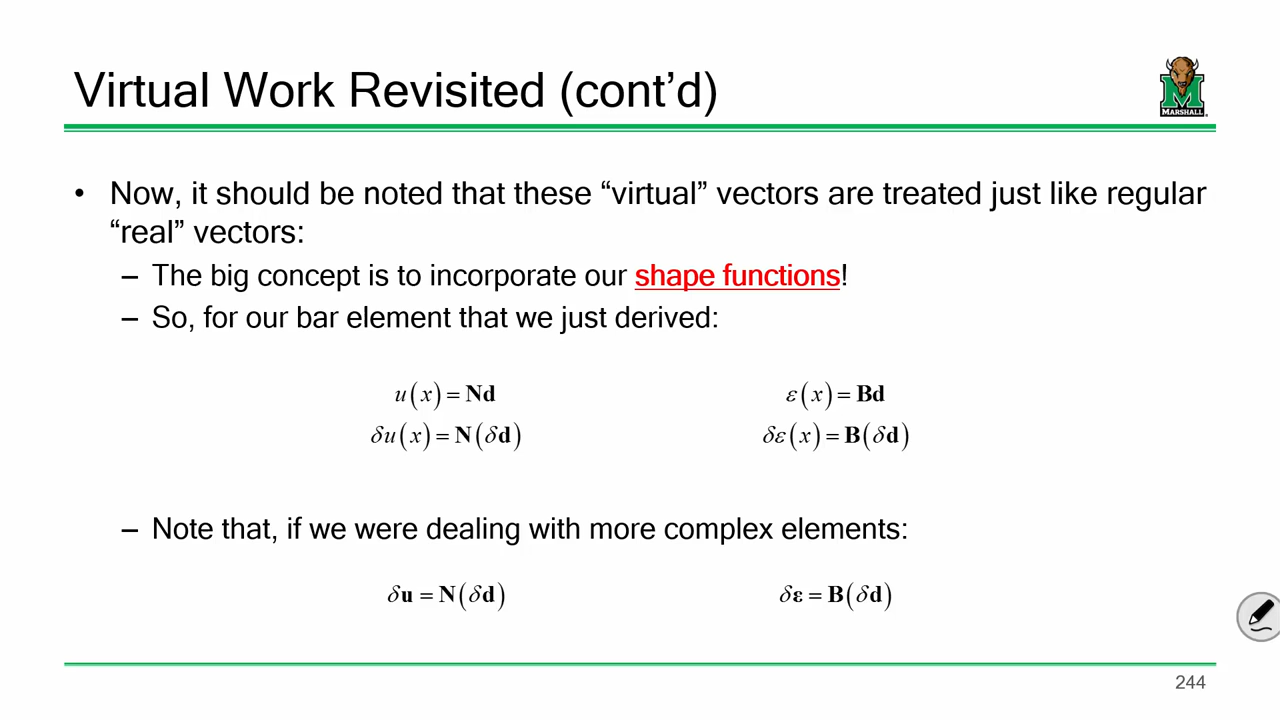 Virtual Work Revisited (cont’d)
MARSHALL
• Now, it should be noted that these “virtual” vectors are treated just like regular
“real” vectors:
– The big concept is to incorporate our shape functions!
– So, for our bar element that we just derived:
u(x) = Nd
ε(x) = Bd
δu(x) = N(δd)
δε(x) = B(δd)
– Note that, if we were dealing with more complex elements:
δu = N(δd)
δε = B(δd)
244